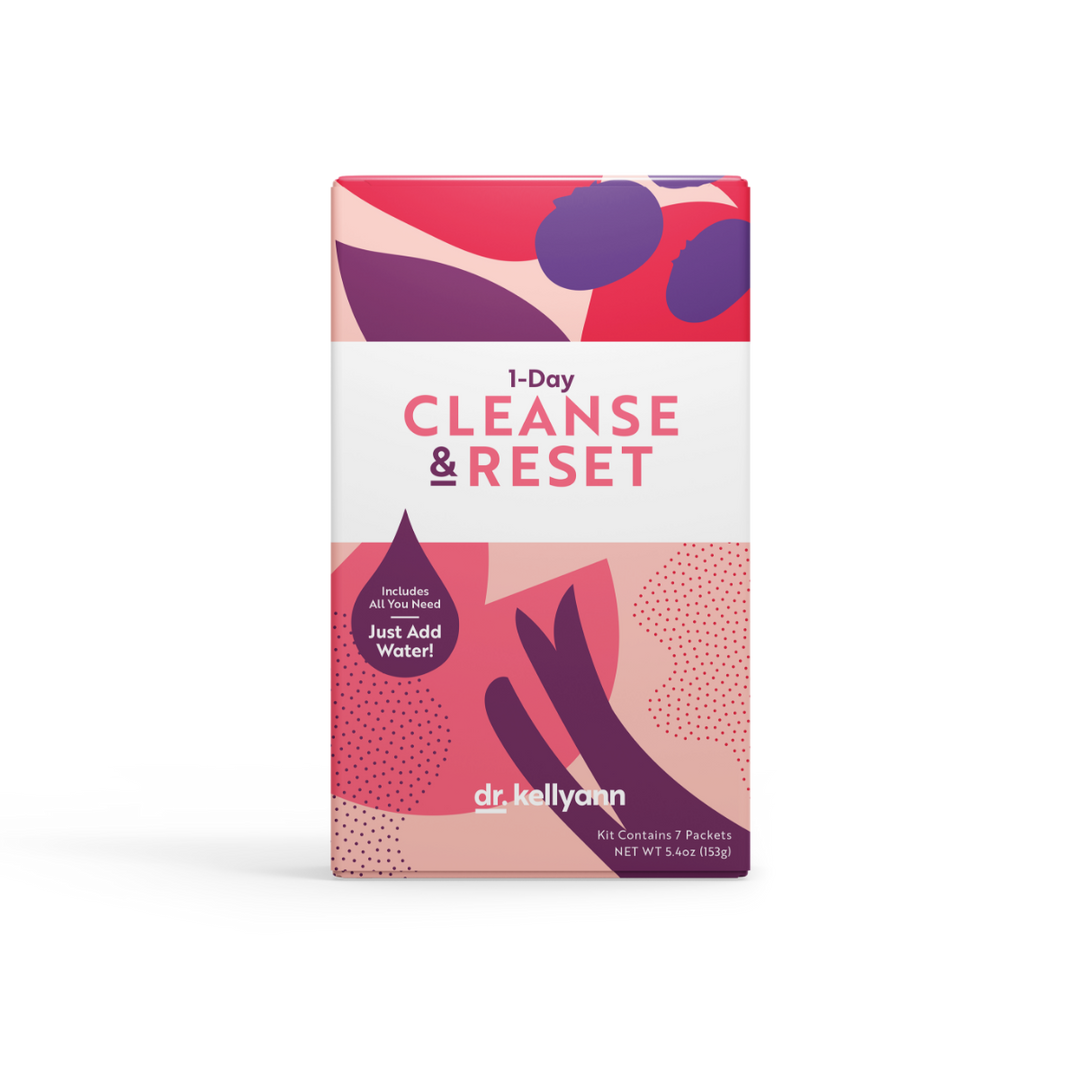 1-Day
CLEANSE
& RESET
Includes
All You Need
Just Add
Water!
dr. kellyann
Kit Contains 7 Packets
NET WT 5.4oz (153g)